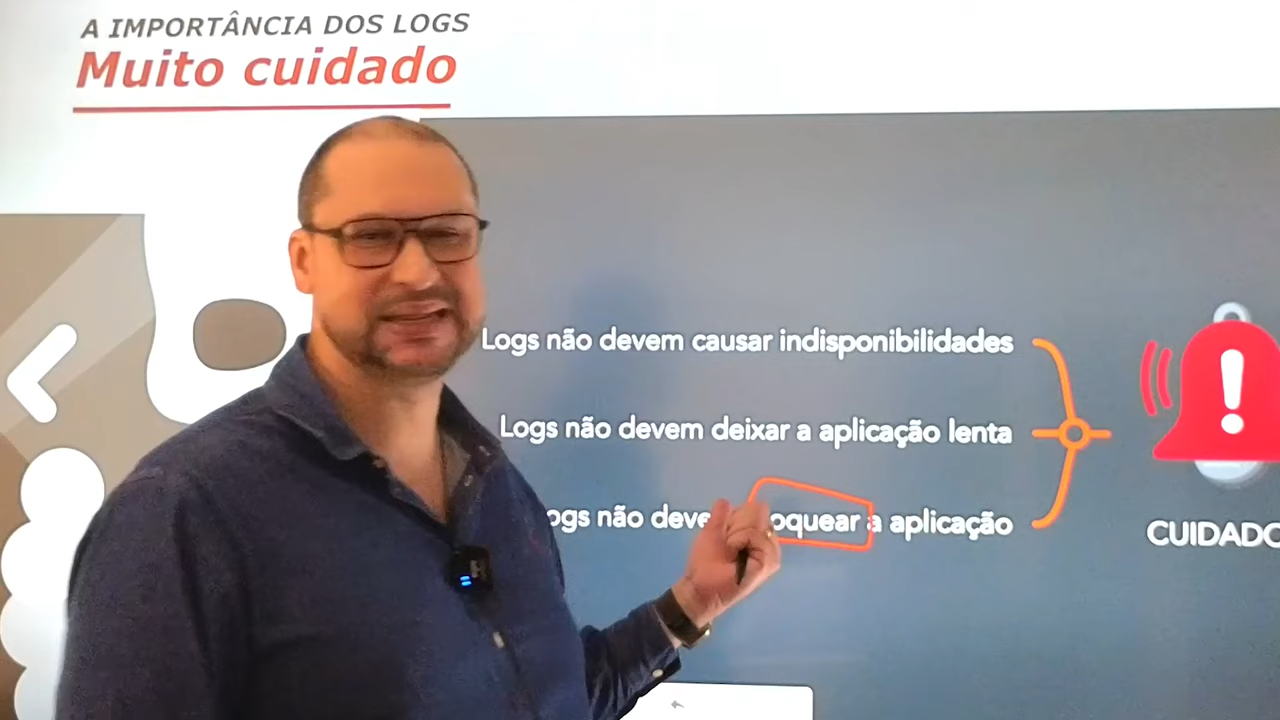 A IMPORTÂNCIA DOS LOGS
Muito cuidado
Logs não devem causar indisponibilidades
Logs não devem deixar a aplicação lenta
ogs não deve oquear a aplicação
CUIDADO